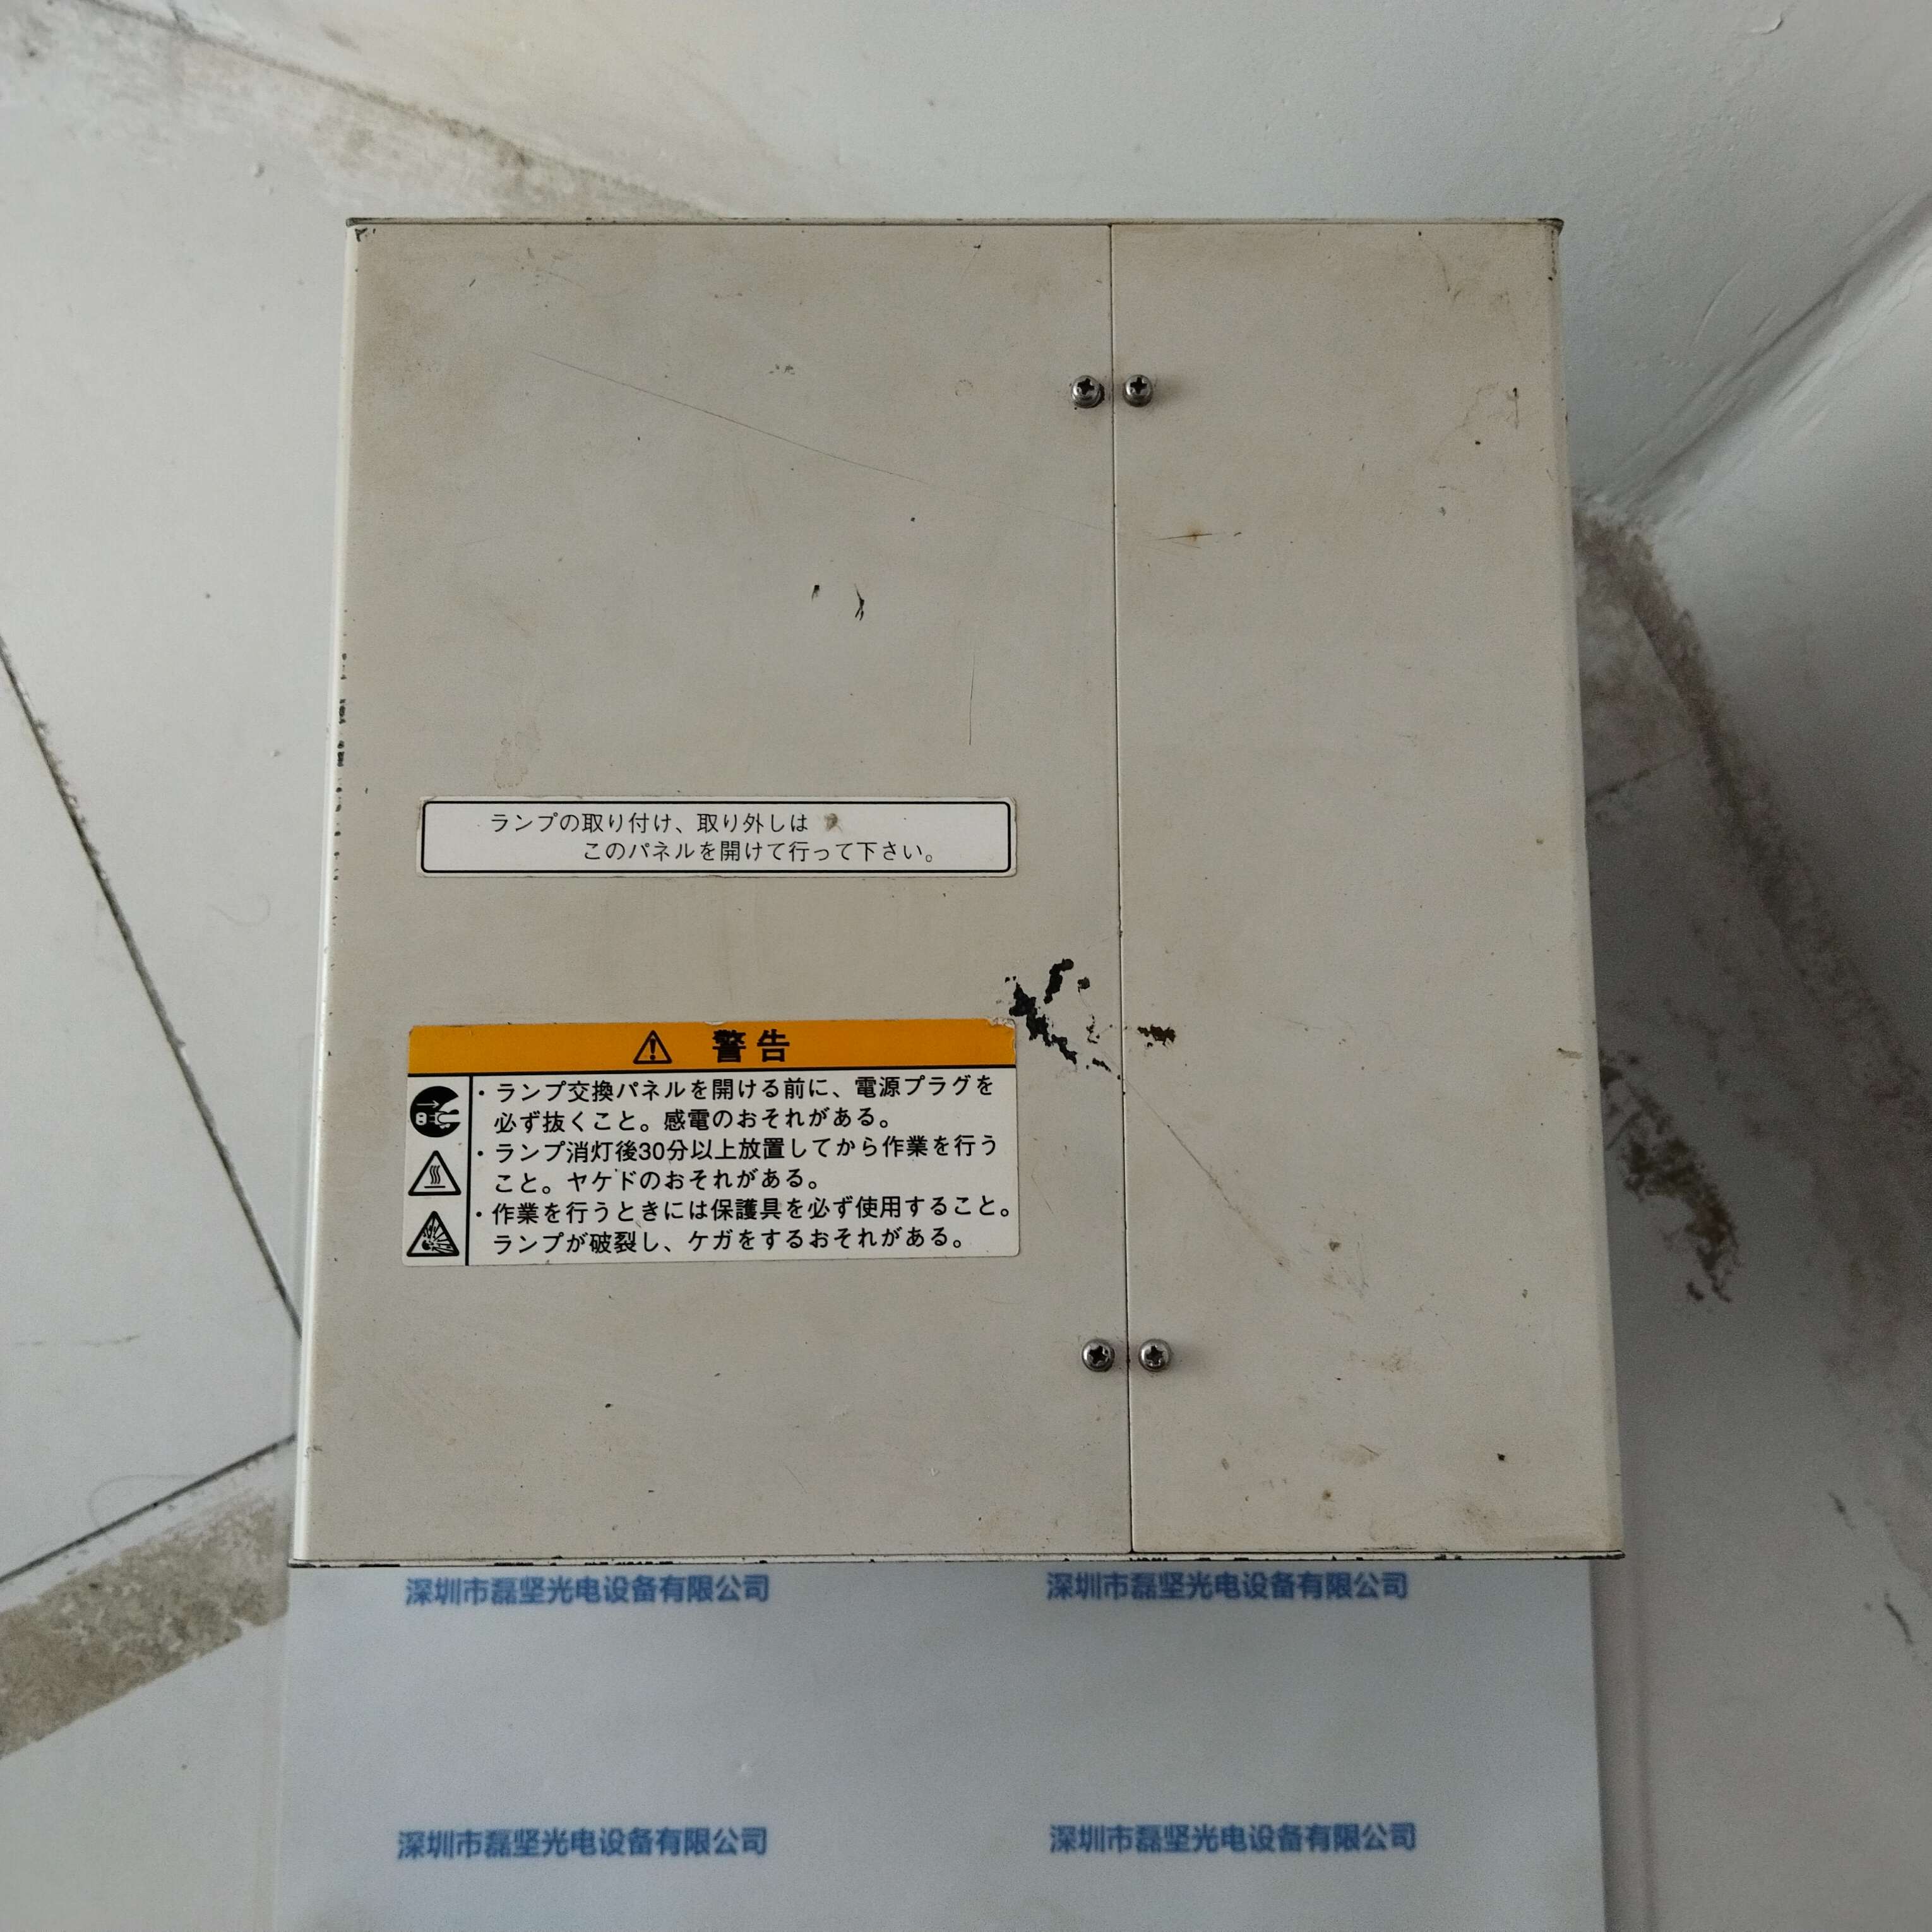 ランプの取り付け、取り外しは
このパネルを開けて行って下さい。
警告
・ランプ交換パネルを開ける前に、電源プラグを
必ず抜くこと。感電のおそれがある。
・ランプ消灯後30分以上放置してから作業を行う
こと。ヤケドのおそれがある。
・作業を行うときには保護具を必ず使用すること。
ランプが破裂し、ケガをするおそれがある。
深圳市磊坚光电设备有限公司 深圳市磊坚光电设备有限公司
深圳市磊坚光电设备有限公司 深圳市磊坚光电设备有限公司